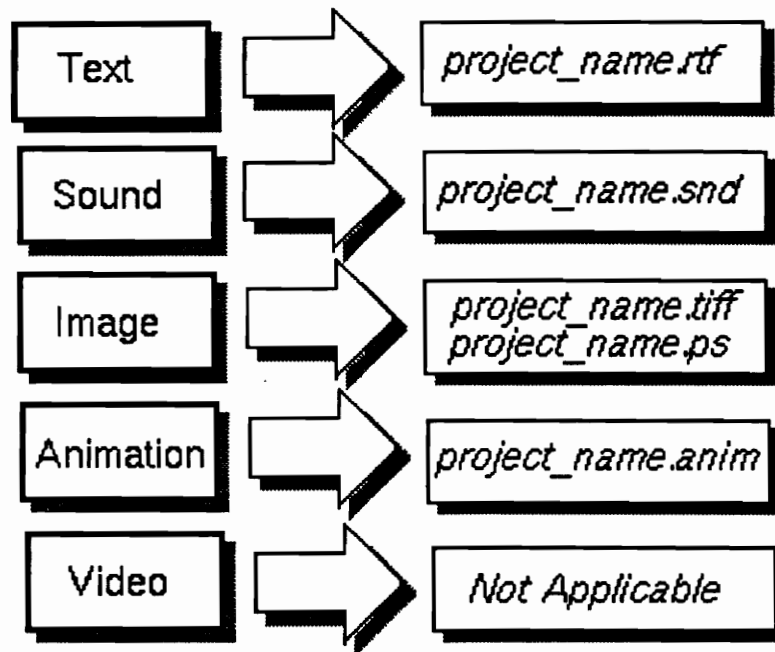 Text
project_name.rtf
Sound
project_name.snd
Image
project_name.tiff
project_name.ps
Animation
project_name.anim
Video
Not Applicable